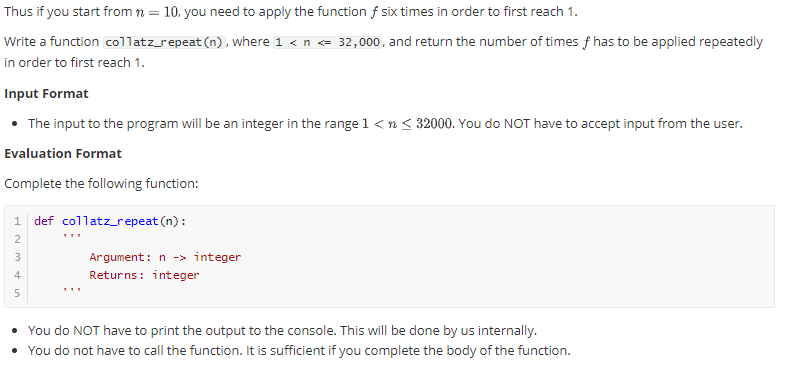 Thus if you start from n = 10, you need to apply the function f six times in order to first reach 1.
Write a function collatz_repeat(n), where 1 < n <= 32,000, and return the number of times f has to be applied repeatedly
in order to first reach 1.
Input Format
• The input to the program will be an integer in the range 1 < n ≤ 32000. You do NOT have to accept input from the user.
Evaluation Format
Complete the following function:
1 def collatz_repeat(n):
2 '''
3 Argument: n -> integer
4 Returns: integer
5 '''
• You do NOT have to print the output to the console. This will be done by us internally.
• You do not have to call the function. It is sufficient if you complete the body of the function.